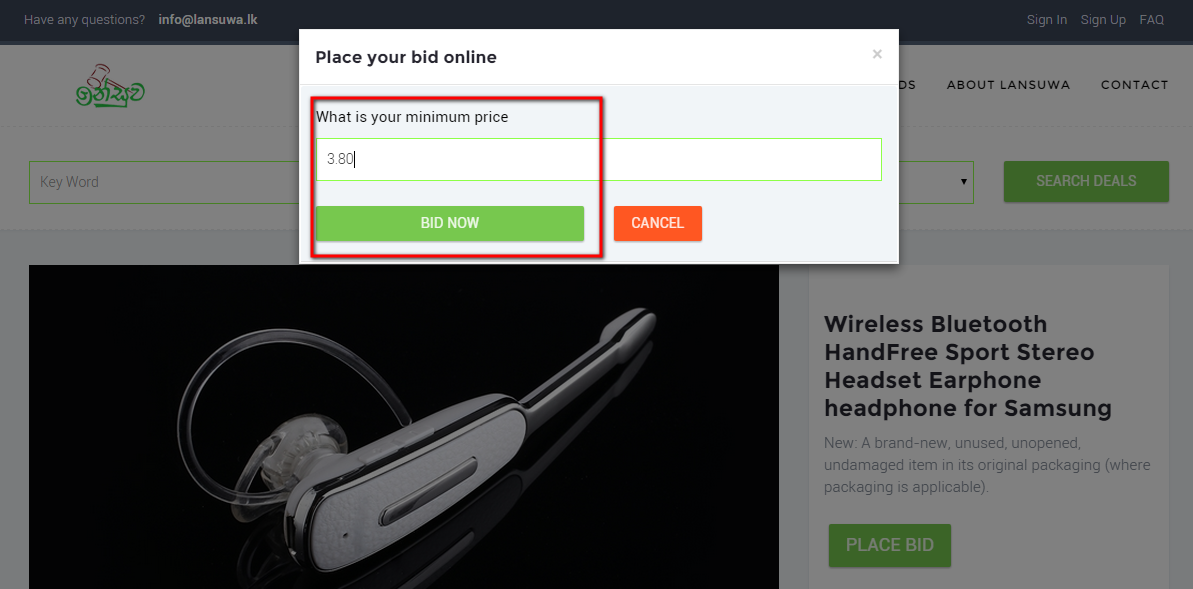 Have any questions? info@lansuwa.lk
Sign In Sign Up FAQ
Place your bid online
×
ABOUT LANSUWA CONTACT
What is your minimum price
3.80
Key Word
SEARCH DEALS
BID NOW
CANCEL
Wireless Bluetooth
HandFree Sport Stereo
Headset Earphone
headphone for Samsung
New: A brand-new, unused, unopened,
undamaged item in its original packaging (where
packaging is applicable).
PLACE BID